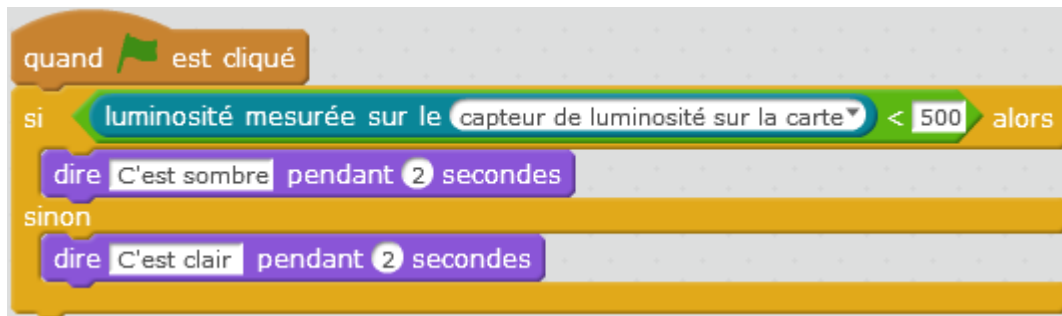 quand est cliqué
si luminosité mesurée sur le capteur de luminosité sur la carte < 500 alors
dire C'est sombre pendant 2 secondes
sinon
dire C'est clair pendant 2 secondes